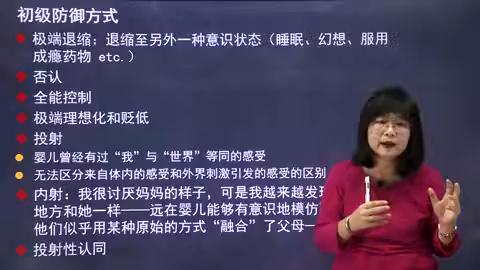 初级防御方式
极端退缩：退缩至另外一种意识状态（睡眠、幻想、服用
成瘾药物 etc.）
否认
全能控制
极端理想化和贬低
投射
婴儿曾经有过“我”与“世界”等同的感受
无法区分来自体内的感受和外界刺激引发的感受的区别
内射：我很讨厌妈妈的样子，可是我越来越发现
地方和她一样——远在婴儿能够有意识地模仿
他们似乎用某种原始的方式“融合”了父母—
投射性认同